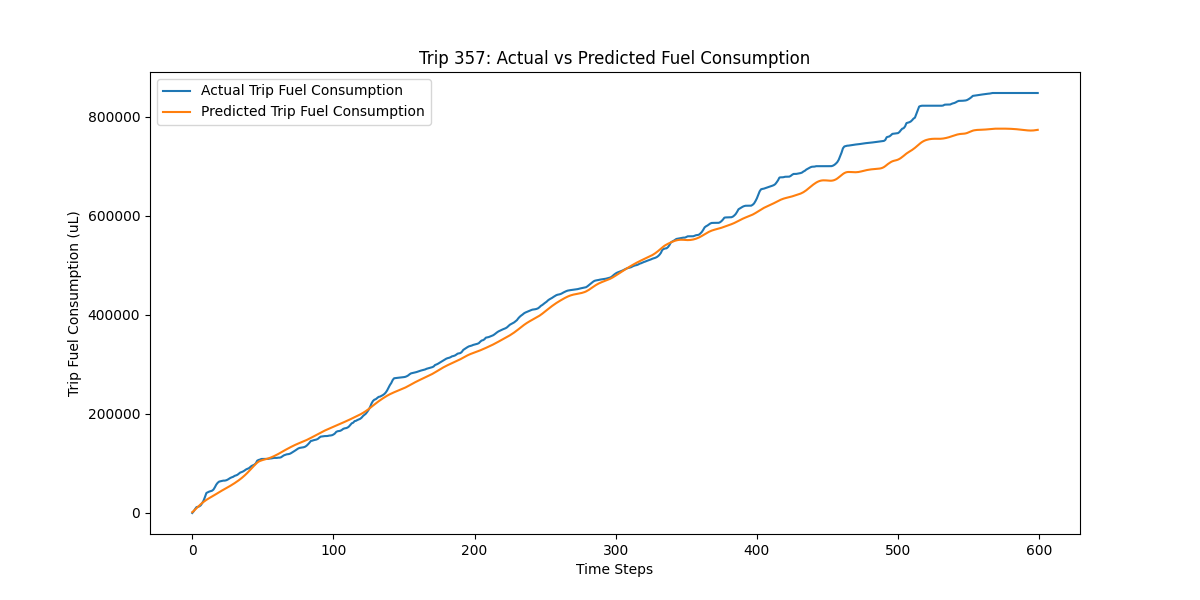 Trip 357: Actual vs Predicted Fuel Consumption
Actual Trip Fuel Consumption
Predicted Trip Fuel Consumption
Trip Fuel Consumption (uL)
800000
600000
400000
200000
0
0 100 200 300 400 500 600
Time Steps